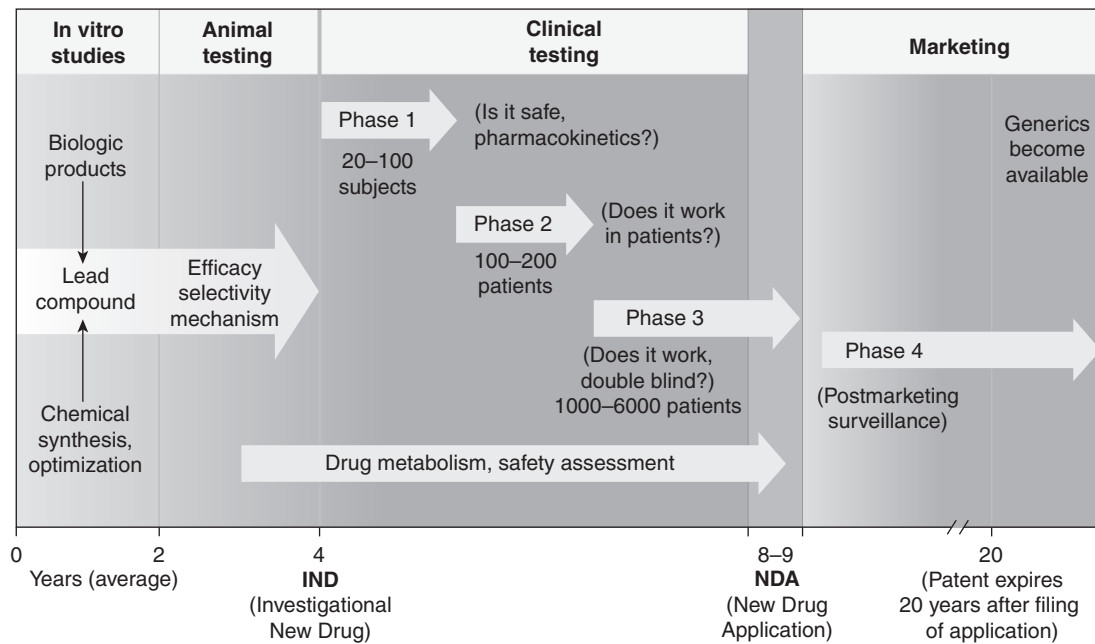 In vitro
studies
Animal
testing
Clinical
testing
Marketing
Biologic
products
Lead
compound
Chemical
synthesis,
optimization
Efficacy
selectivity
mechanism
Phase 1
20–100
subjects
(Is it safe,
pharmacokinetics?)
Phase 2
100–200
patients
(Does it work
in patients?)
Phase 3
(Does it work,
double blind?)
1000–6000 patients
Drug metabolism, safety assessment
Generics
become
available
Phase 4
(Postmarketing
surveillance)
0
2
4
8–9
20
Years (average)
IND
(Investigational
New Drug)
NDA
(New Drug
Application)
(Patent expires
20 years after filing
of application)